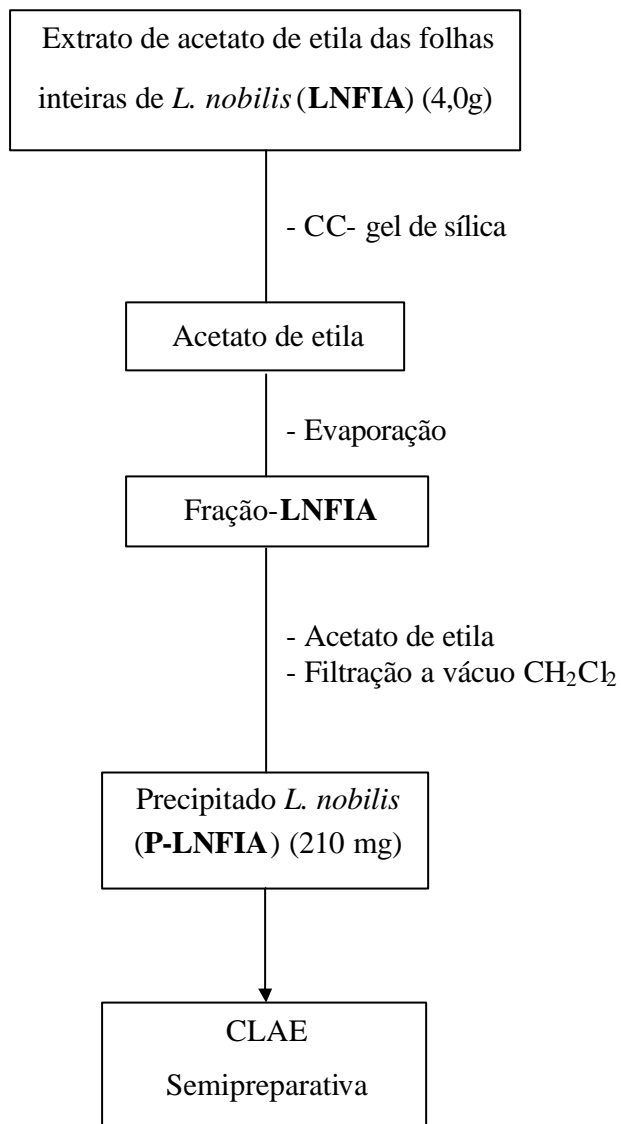 Extrato de acetato de etila das folhas
inteiras de L. nobilis (LNFIA) (4,0g)
- CC- gel de sílica
Acetato de etila
- Evaporação
Fração-LNFIA
- Acetato de etila
- Filtração a vácuo CH₂Cl₂
Precipitado L. nobilis
(P-LNFIA) (210 mg)
CLAE
Semipreparativa